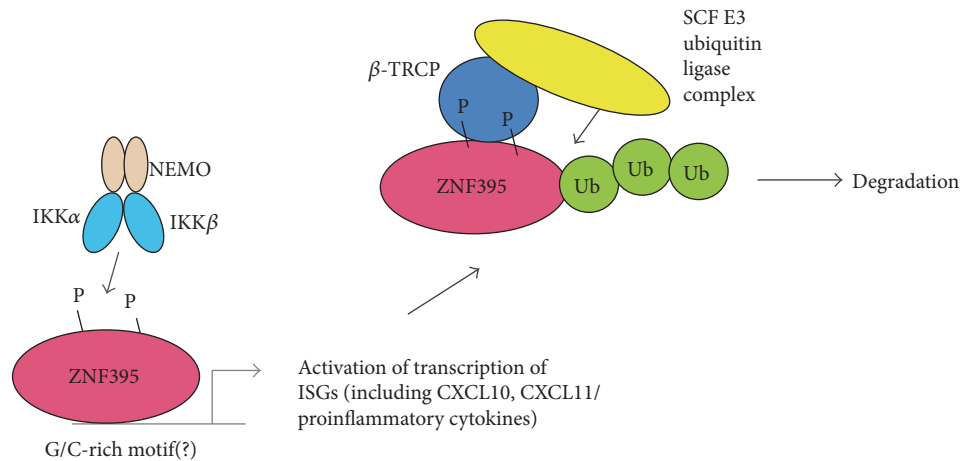 SCF E3
ubiquitin
ligase
complex
β-TRCP
P
P
ZNF395
Ub
Ub
Ub
Degradation
NEMO
IKKα
IKKβ
P
P
ZNF395
G/C-rich motif(?)
Activation of transcription of
ISGs (including CXCL10, CXCL11/
proinflammatory cytokines)